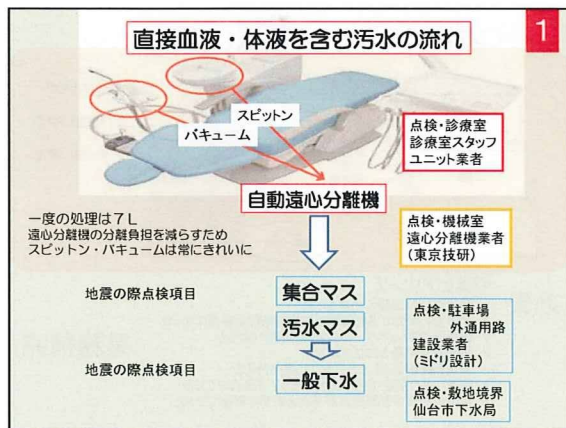 1
直接血液・体液を含む汚水の流れ
スピットン
バキューム
点検・診療室
診療室スタッフ
ユニット業者
自動遠心分離機
一度の処理は7L
遠心分離機の分離負担を減らすため
スピットン・バキュームは常にきれいに
点検・機械室
遠心分離機業者
(東京技研)
地震の際点検項目
集合マス
汚水マス
点検・駐車場
外通用路
建設業者
(ミドリ設計)
地震の際点検項目
一般下水
点検・敷地境界
仙台市下水局